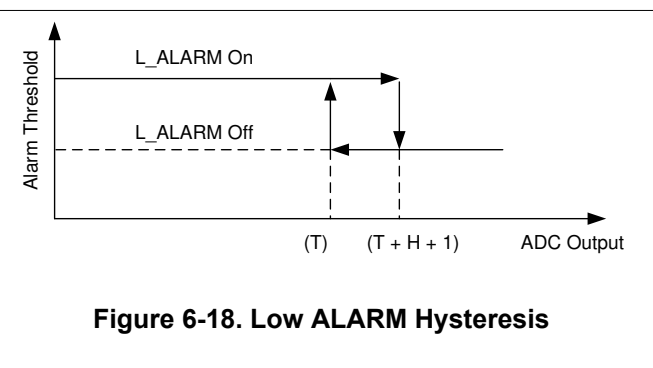 Alarm Threshold
L_ALARM On
L_ALARM Off
(T)
(T + H + 1)
ADC Output
Figure 6-18. Low ALARM Hysteresis